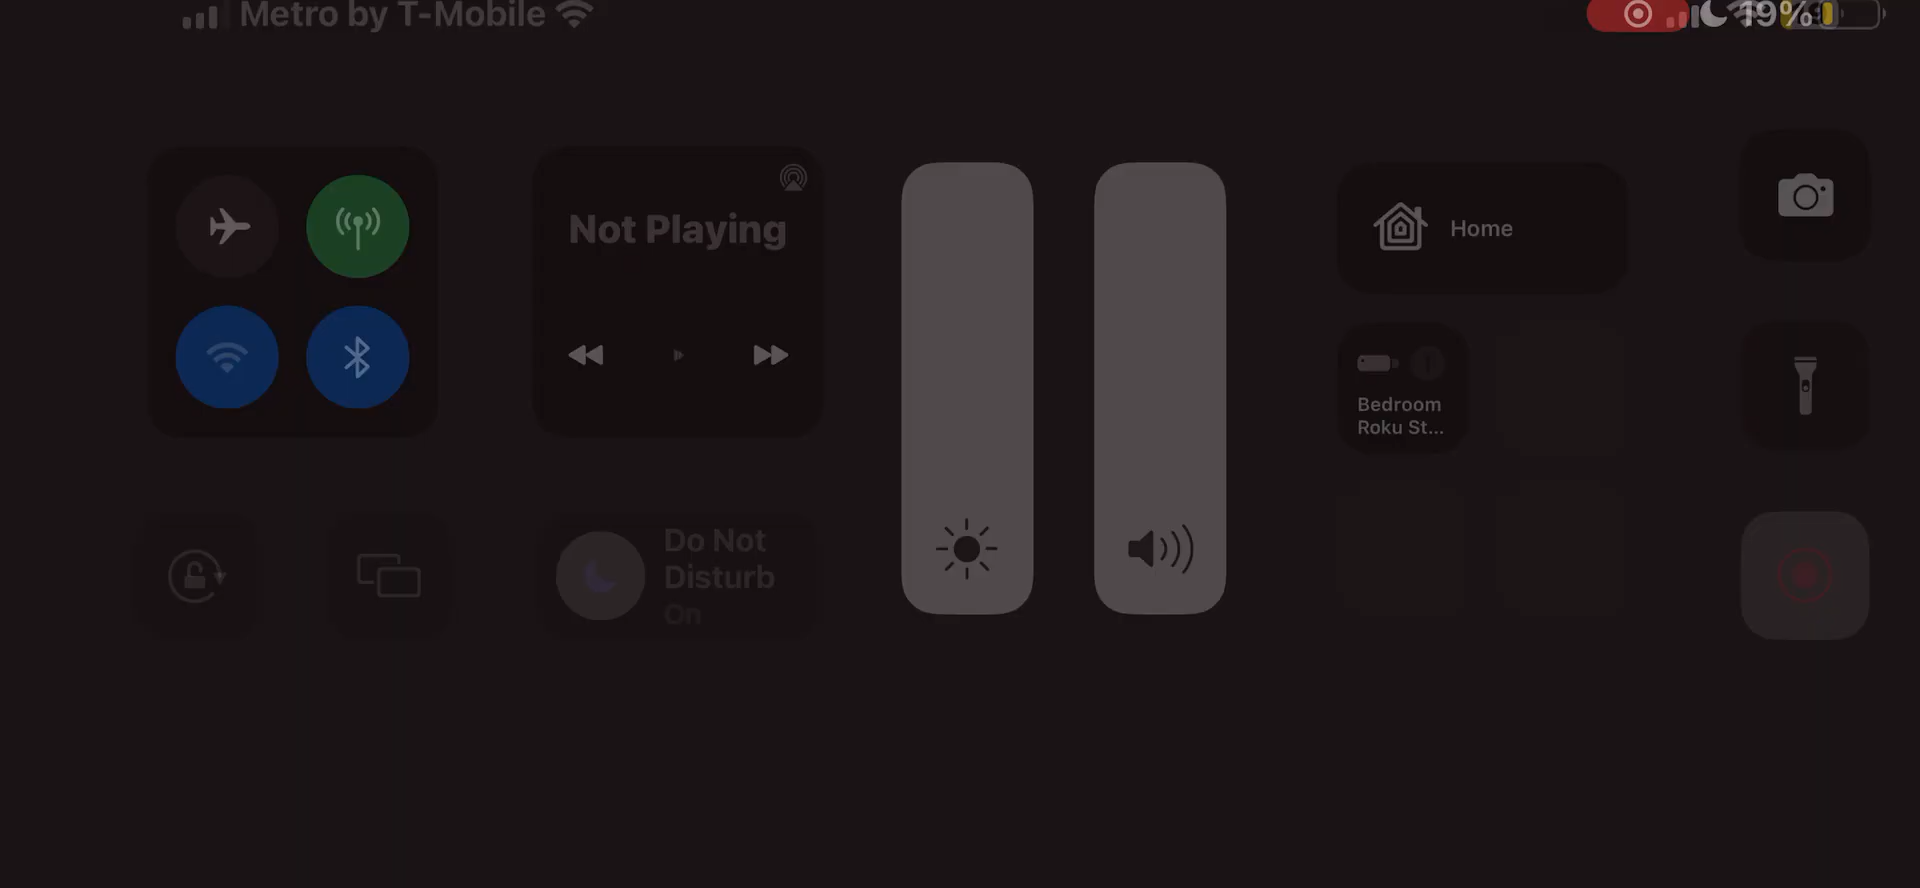 Metro by T-Mobile
19%
Not Playing
Home
Bedroom
Roku St...
Do Not
Disturb
On